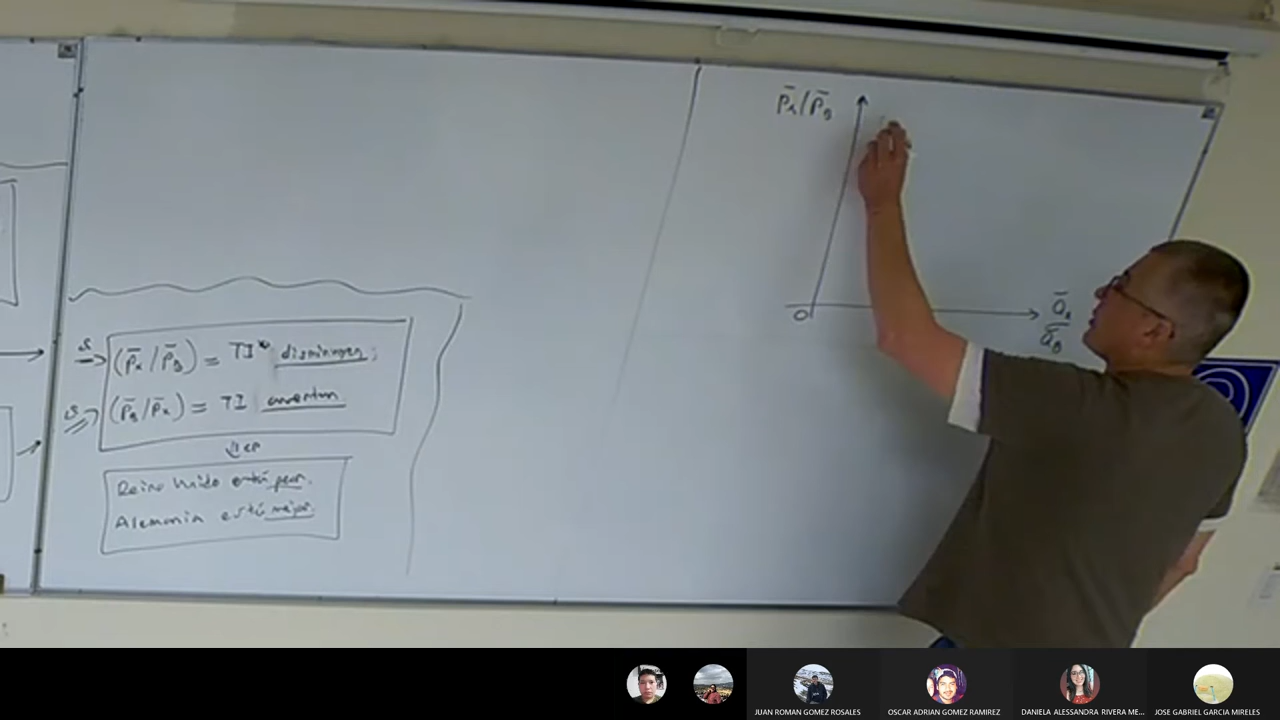 (P̄x/P̄B) = TI* disminuyen;
(P̄B/P̄x) = TI aumentan
Reino Unido está peor.
Alemania está mejor.
P̄x/P̄B
O
Q̄x
Q̄B
JUAN ROMAN GOMEZ ROSALES
OSCAR ADRIAN GOMEZ RAMIREZ
DANIELA ALESSANDRA RIVERA ME...
JOSE GABRIEL GARCIA MIRELES